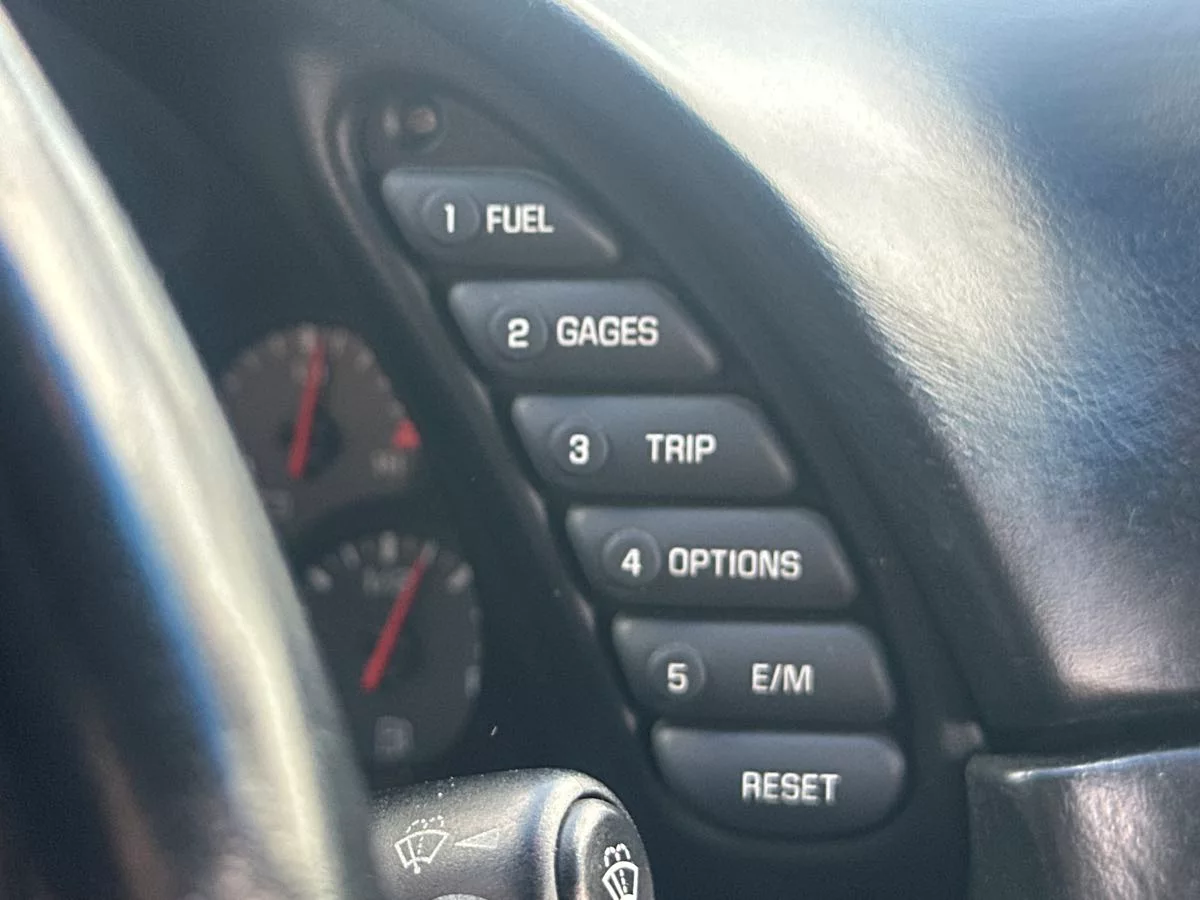 1 FUEL
2 GAGES
3 TRIP
4 OPTIONS
5 E/M
RESET